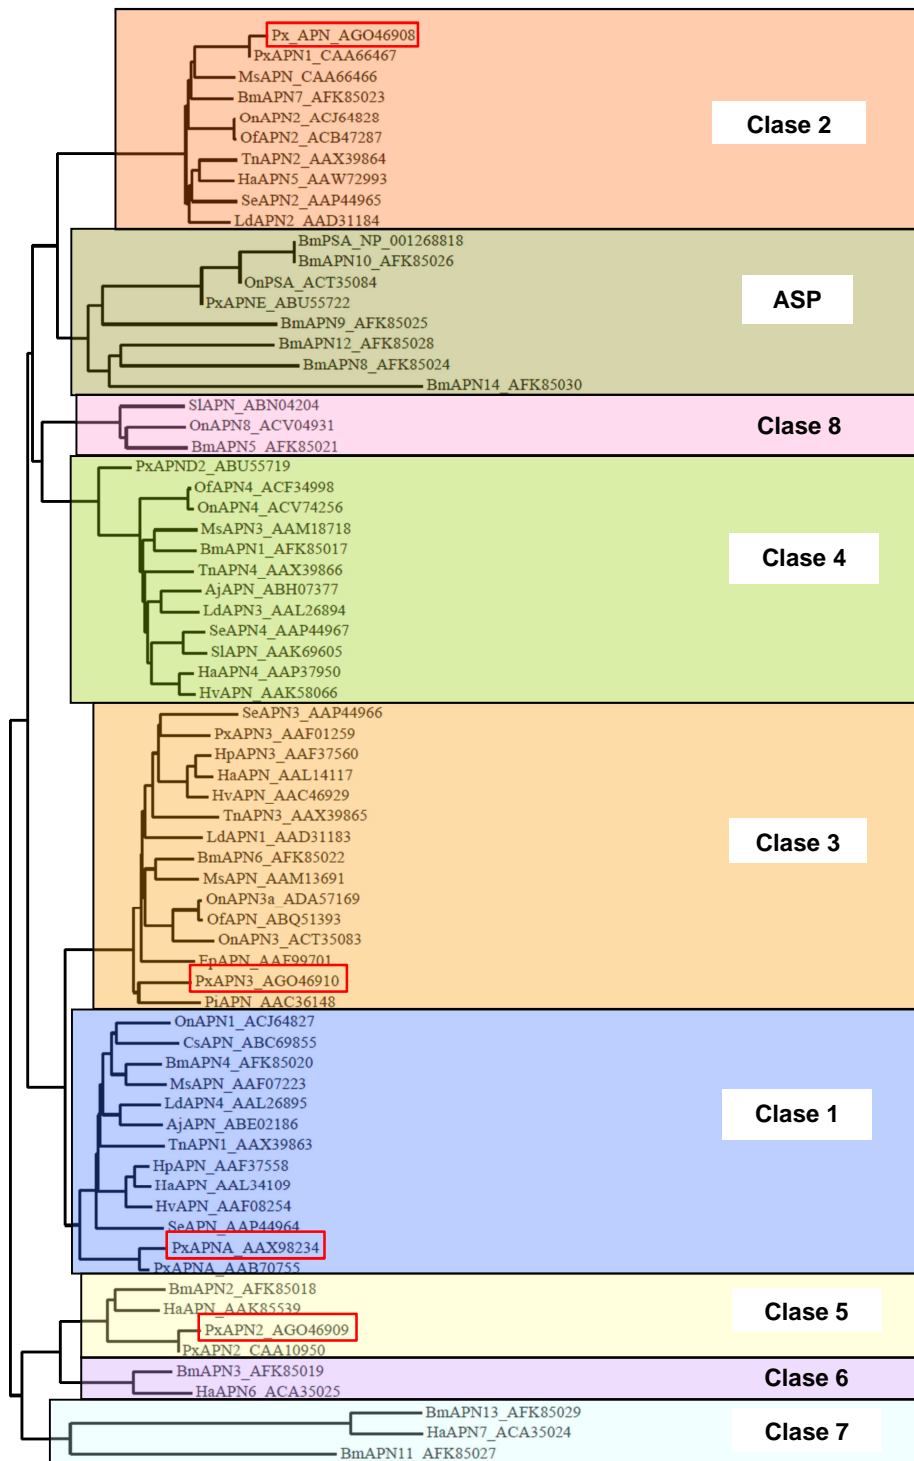 Px_APN_AGO46908
PxAPN1_CAA66467
MsAPN_CAA66466
BmAPN7_AFK85023
OnAPN2_ACJ64828
OfAPN2_ACB47287
TnAPN2_AAX39864
HaAPN5_AAW72993
SeAPN2_AAP44965
LdAPN2_AAD31184
Clase 2
BmPSA_NP_001268818
BmAPN10_AFK85026
OnPSA_ACT35084
PxAPNE_ABU55722
BmAPN9_AFK85025
BmAPN12_AFK85028
BmAPN8_AFK85024
BmAPN14_AFK85030
ASP
SlAPN_ABN04204
OnAPN8_ACV04931
BmAPN5_AFK85021
Clase 8
PxAPND2_ABU55719
OfAPN4_ACF34998
OnAPN4_ACV74256
MsAPN3_AAM18718
BmAPN1_AFK85017
TnAPN4_AAX39866
AjAPN_ABH07377
LdAPN3_AAL26894
SeAPN4_AAP44967
SlAPN_AAK69605
HaAPN4_AAP37950
HvAPN_AAK58066
Clase 4
SeAPN3_AAP44966
PxAPN3_AAF01259
HpAPN3_AAF37560
HaAPN_AAL14117
HvAPN_AAC46929
TnAPN3_AAX39865
LdAPN1_AAD31183
BmAPN6_AFK85022
MsAPN_AAM13691
OnAPN3a_ADA57169
OfAPN_ABQ51393
OnAPN3_ACT35083
EpAPN_AAF99701
PxAPN3_AGO46910
PiAPN_AAC36148
Clase 3
OnAPN1_ACJ64827
CsAPN_ABC69855
BmAPN4_AFK85020
MsAPN_AAF07223
LdAPN4_AAL26895
AjAPN_ABE02186
TnAPN1_AAX39863
HpAPN_AAF37558
HaAPN_AAL34109
HvAPN_AAF08254
SeAPN_AAP44964
PxAPNA_AAX98234
PxAPNA_AAB70755
Clase 1
BmAPN2_AFK85018
HaAPN_AAK85539
PxAPN2_AGO46909
PxAPN2_CAA10950
Clase 5
BmAPN3_AFK85019
HaAPN6_ACA35025
Clase 6
BmAPN13_AFK85029
HaAPN7_ACA35024
BmAPN11_AFK85027
Clase 7